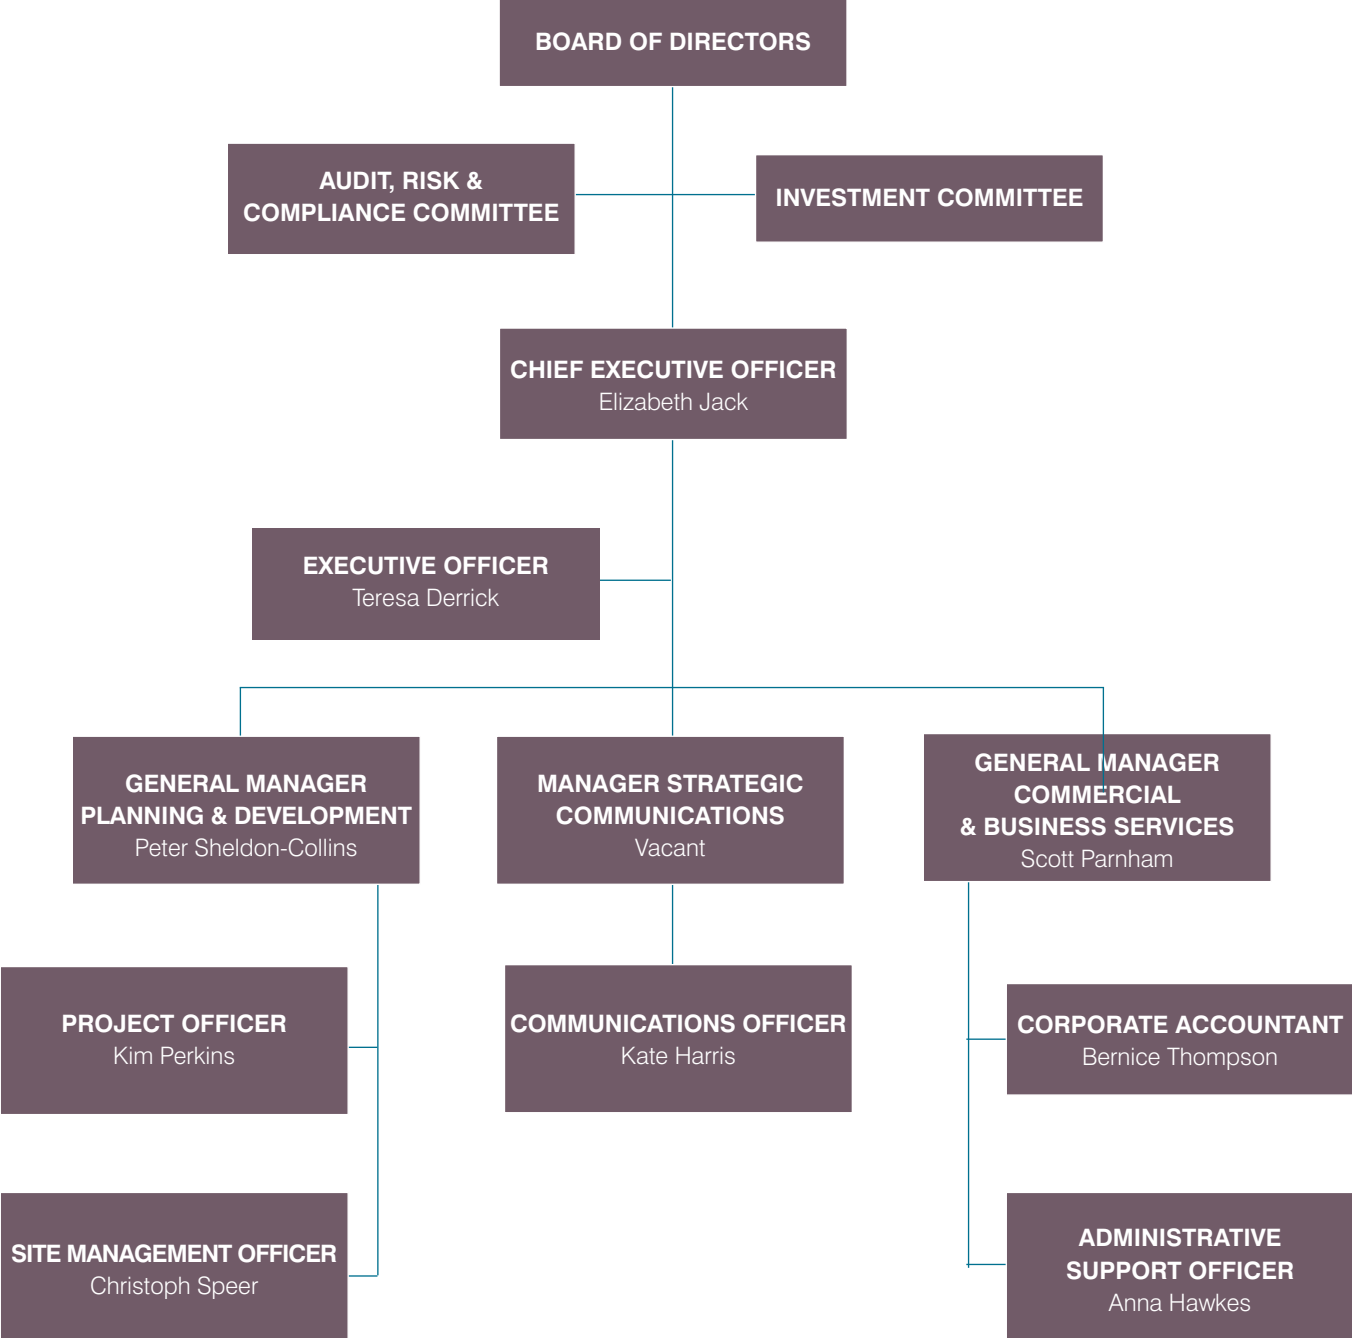 BOARD OF DIRECTORS
AUDIT, RISK &
COMPLIANCE COMMITTEE
INVESTMENT COMMITTEE
CHIEF EXECUTIVE OFFICER
Elizabeth Jack
EXECUTIVE OFFICER
Teresa Derrick
GENERAL MANAGER
PLANNING & DEVELOPMENT
Peter Sheldon-Collins
MANAGER STRATEGIC
COMMUNICATIONS
Vacant
GENERAL MANAGER
COMMERCIAL
& BUSINESS SERVICES
Scott Parnham
PROJECT OFFICER
Kim Perkins
COMMUNICATIONS OFFICER
Kate Harris
CORPORATE ACCOUNTANT
Bernice Thompson
SITE MANAGEMENT OFFICER
Christoph Speer
ADMINISTRATIVE
SUPPORT OFFICER
Anna Hawkes